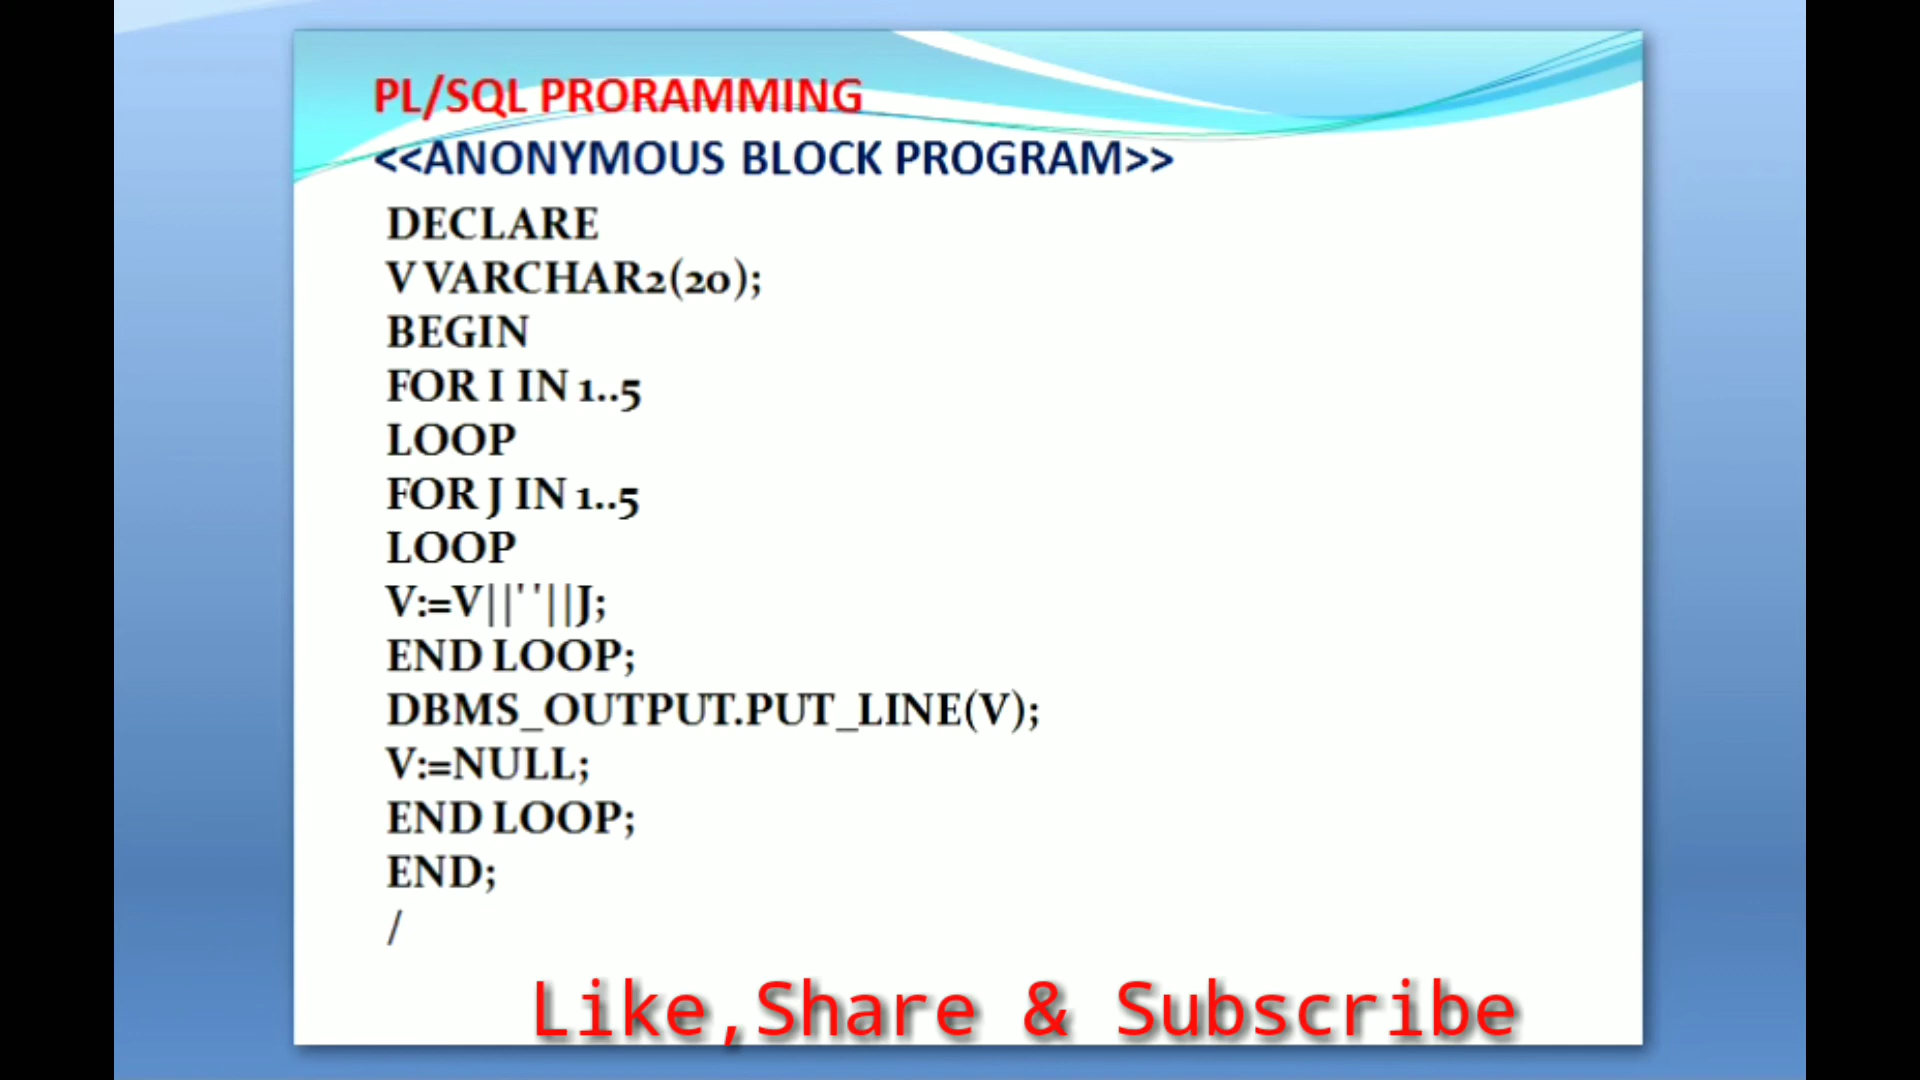 PL/SQL PRORAMMING
<<ANONYMOUS BLOCK PROGRAM>>
DECLARE
V VARCHAR2(20);
BEGIN
FOR I IN 1..5
LOOP
FOR J IN 1..5
LOOP
V:=V||' '||J;
END LOOP;
DBMS_OUTPUT.PUT_LINE(V);
V:=NULL;
END LOOP;
END;
/
Like,Share & Subscribe